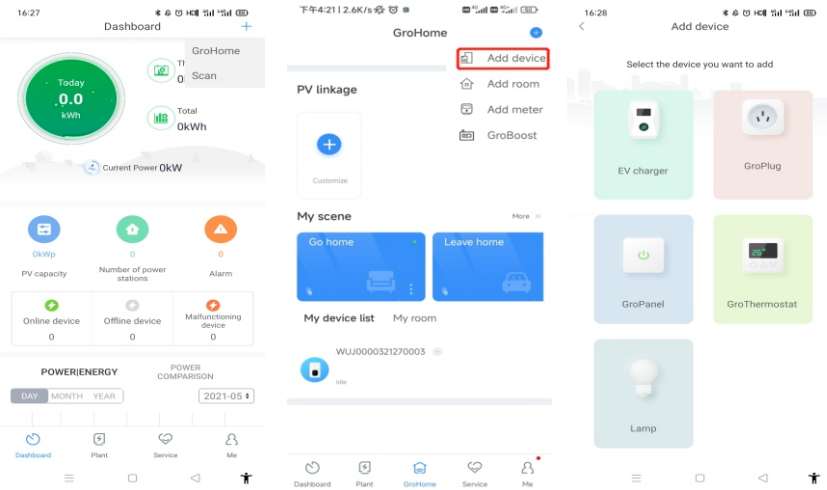 16:27
Dashboard
+
GroHome
Scan
Today
0.0
kWh
Total
0kWh
Current Power 0kW
0kWp
0
0
PV capacity
Number of power
stations
Alarm
Online device
Offline device
Malfunctioning
device
0
0
0
POWER|ENERGY
POWER
COMPARISON
DAY
MONTH
YEAR
2021-05
Dashboard
Plant
Service
Me
下午4:21 | 2.6K/s
GroHome
Add device
Add room
Add meter
GroBoost
PV linkage
Customize
My scene
More
Go home
Leave home
My device list
My room
WUJ0000321270003
Idle
Dashboard
Plant
GroHome
Service
Me
16:28
Add device
Select the device you want to add
EV charger
GroPlug
GroPanel
GroThermostat
Lamp